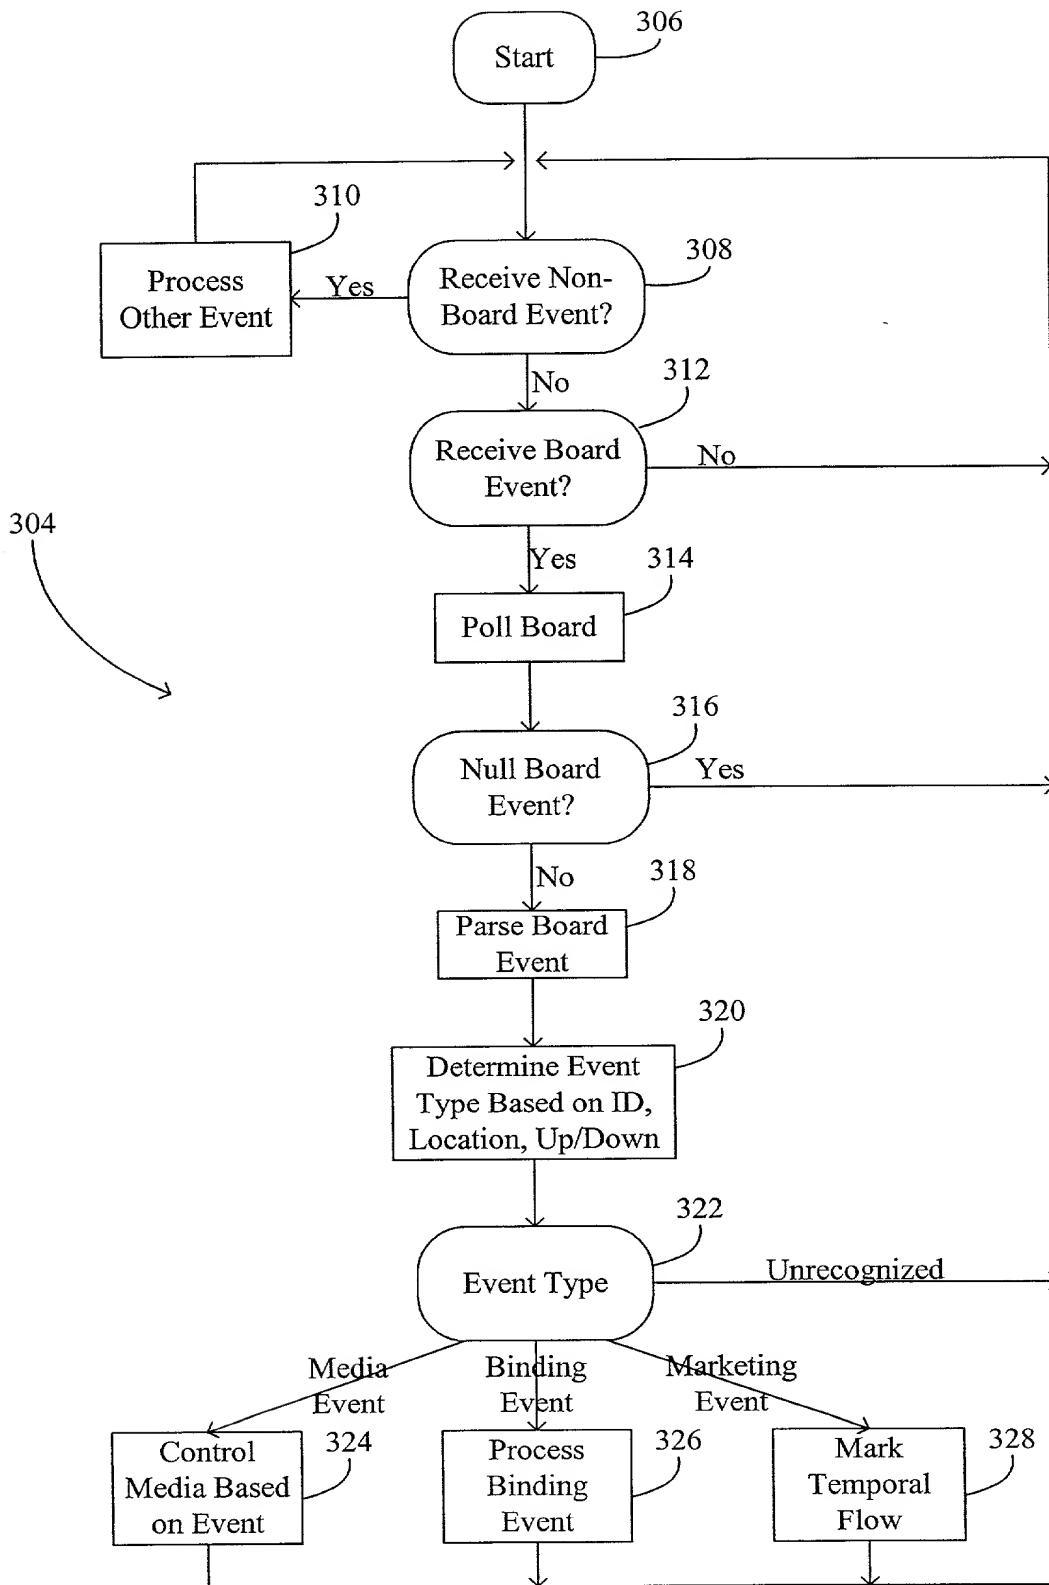 306
Start
310
Process
Other Event
Yes
Receive Non-
Board Event?
308
No
312
Receive Board
Event?
No
304
Yes
314
Poll Board
316
Null Board
Event?
Yes
No
318
Parse Board
Event
320
Determine Event
Type Based on ID,
Location, Up/Down
322
Event Type
Unrecognized
Media
Event
Binding
Event
Marketing
Event
Control
Media Based
on Event
324
Process
Binding
Event
326
Mark
Temporal
Flow
328